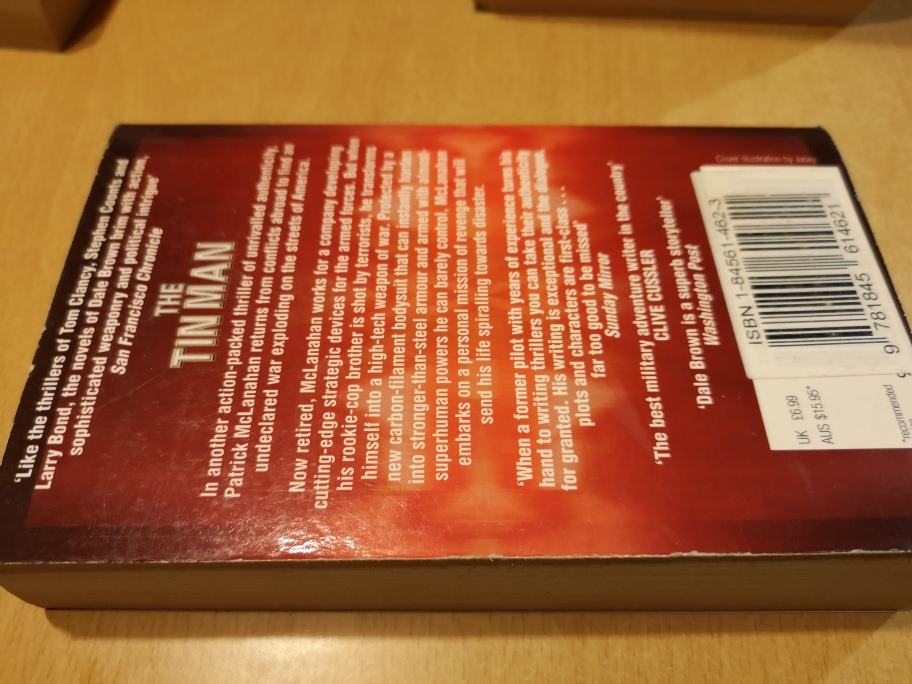 'Like the thrillers of Tom Clancy, Stephen Coonts and
Larry Bond, the novels of Dale Brown brim with action,
sophisticated weaponry and political intrigue'
San Francisco Chronicle
THE
TIN MAN
In another action-packed thriller of unrivalled authenticity,
Patrick McLanahan returns from conflicts abroad to find an
undeclared war exploding on the streets of America.
Now retired, McLanahan works for a company developing
cutting-edge strategic devices for the armed forces. But when
his rookie-cop brother is shot by terrorists, he transforms
himself into a high-tech weapon of war. Protected by a
new carbon-filament bodysuit that can instantly harden
into stronger-than-steel armour and armed with almost-
superhuman powers he can barely control, McLanahan
embarks on a personal mission of revenge that will
send his life spiralling towards disaster.
'When a former pilot with years of experience turns his
hand to writing thrillers you can take their authenticity
for granted. His writing is exceptional and the dialogue,
plots and characters are first-class . . .
far too good to be missed'
Sunday Mirror
'The best military adventure writer in the country'
CLIVE CUSSLER
'Dale Brown is a superb storyteller'
Washington Post
Cover illustration by
ISBN 1-84561-462-3
9 781845 614621
UK £6.99
AUS $15.95*
*recommended